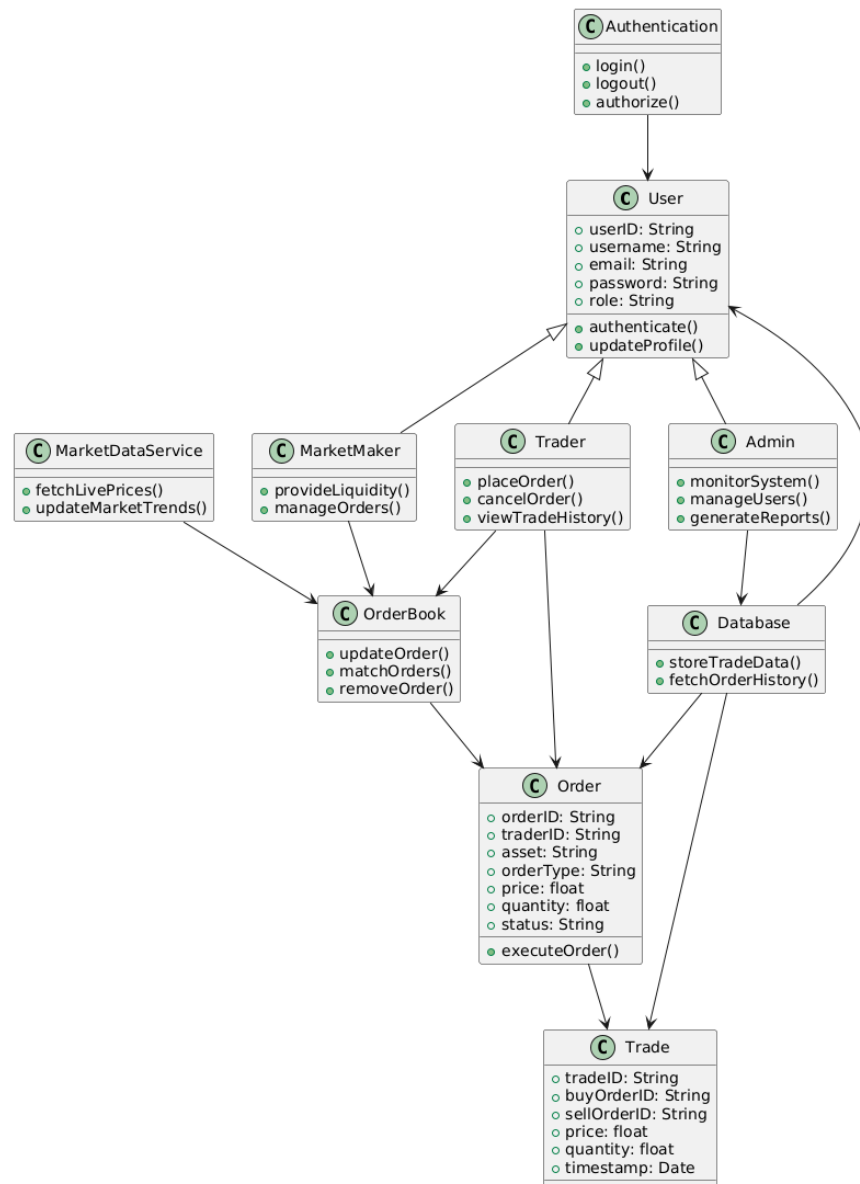 C Authentication
login()
logout()
authorize()
C User
userID: String
username: String
email: String
password: String
role: String
authenticate()
updateProfile()
C MarketDataService
fetchLivePrices()
updateMarketTrends()
C MarketMaker
provideLiquidity()
manageOrders()
C Trader
placeOrder()
cancelOrder()
viewTradeHistory()
C Admin
monitorSystem()
manageUsers()
generateReports()
C OrderBook
updateOrder()
matchOrders()
removeOrder()
C Database
storeTradeData()
fetchOrderHistory()
C Order
orderID: String
traderID: String
asset: String
orderType: String
price: float
quantity: float
status: String
executeOrder()
C Trade
tradeID: String
buyOrderID: String
sellOrderID: String
price: float
quantity: float
timestamp: Date